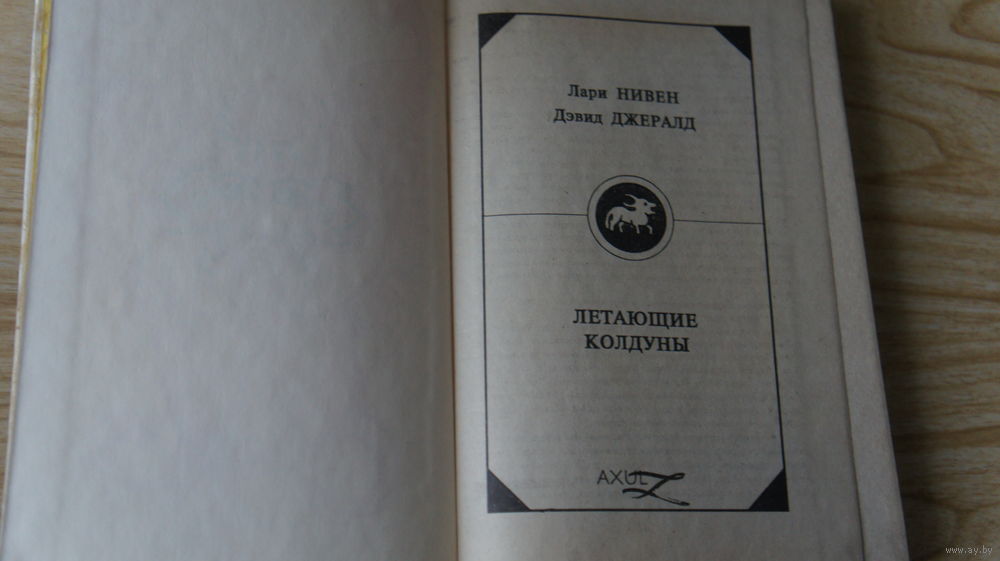 Лари НИВЕН
Дэвид ДЖЕРАЛД
ЛЕТАЮЩИЕ
КОЛДУНЫ
AXUL
www.ay.by